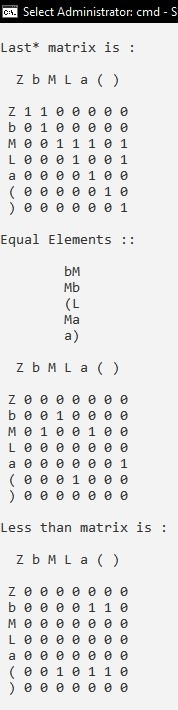 Select Administrator: cmd - S
Last* matrix is :
Z b M L a ( )
Z 1 1 0 0 0 0 0
b 0 1 0 0 0 0 0
M 0 0 1 1 1 0 1
L 0 0 0 1 0 0 1
a 0 0 0 0 1 0 0
( 0 0 0 0 0 1 0
) 0 0 0 0 0 0 1
Equal Elements ::
bM
Mb
(L
Ma
a)
Z b M L a ( )
Z 0 0 0 0 0 0 0
b 0 0 1 0 0 0 0
M 0 1 0 0 1 0 0
L 0 0 0 0 0 0 0
a 0 0 0 0 0 0 1
( 0 0 0 1 0 0 0
) 0 0 0 0 0 0 0
Less than matrix is :
Z b M L a ( )
Z 0 0 0 0 0 0 0
b 0 0 0 0 1 1 0
M 0 0 0 0 0 0 0
L 0 0 0 0 0 0 0
a 0 0 0 0 0 0 0
( 0 0 1 0 1 1 0
) 0 0 0 0 0 0 0